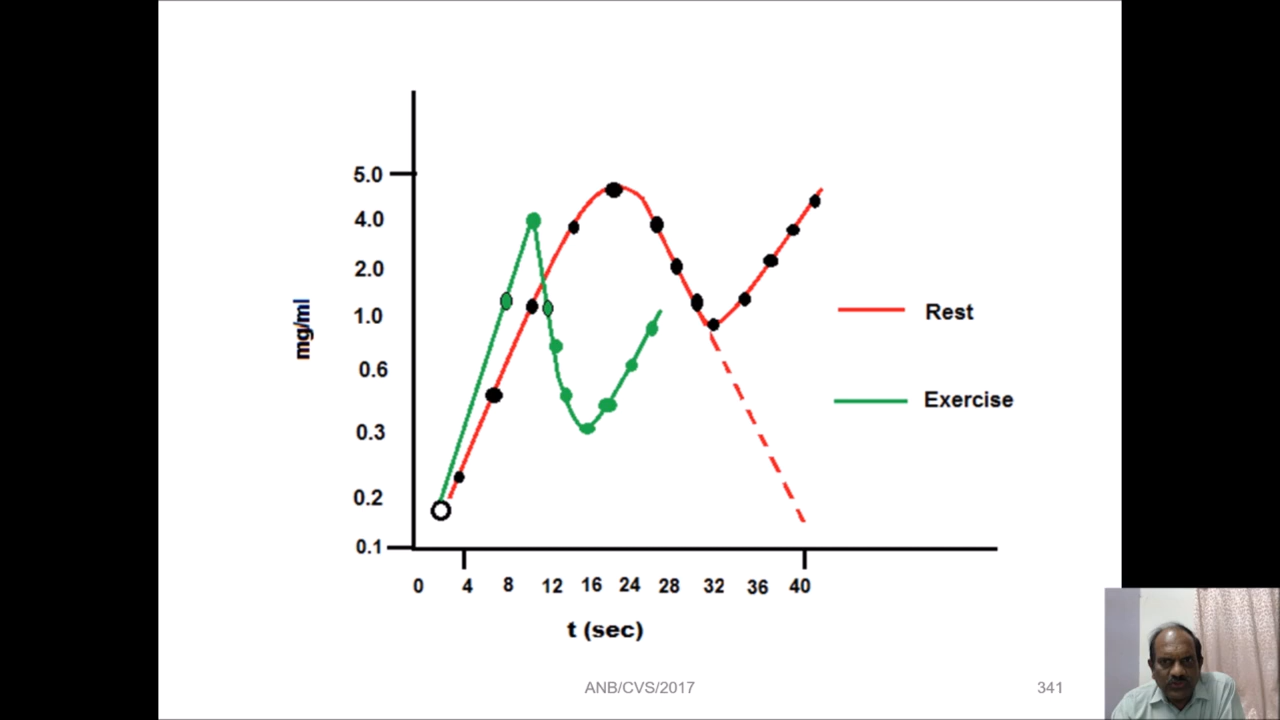 5.0
4.0
2.0
1.0
0.6
0.3
0.2
0.1
mg/ml
Rest
Exercise
0 4 8 12 16 24 28 32 36 40
t (sec)
ANB/CVS/2017 341